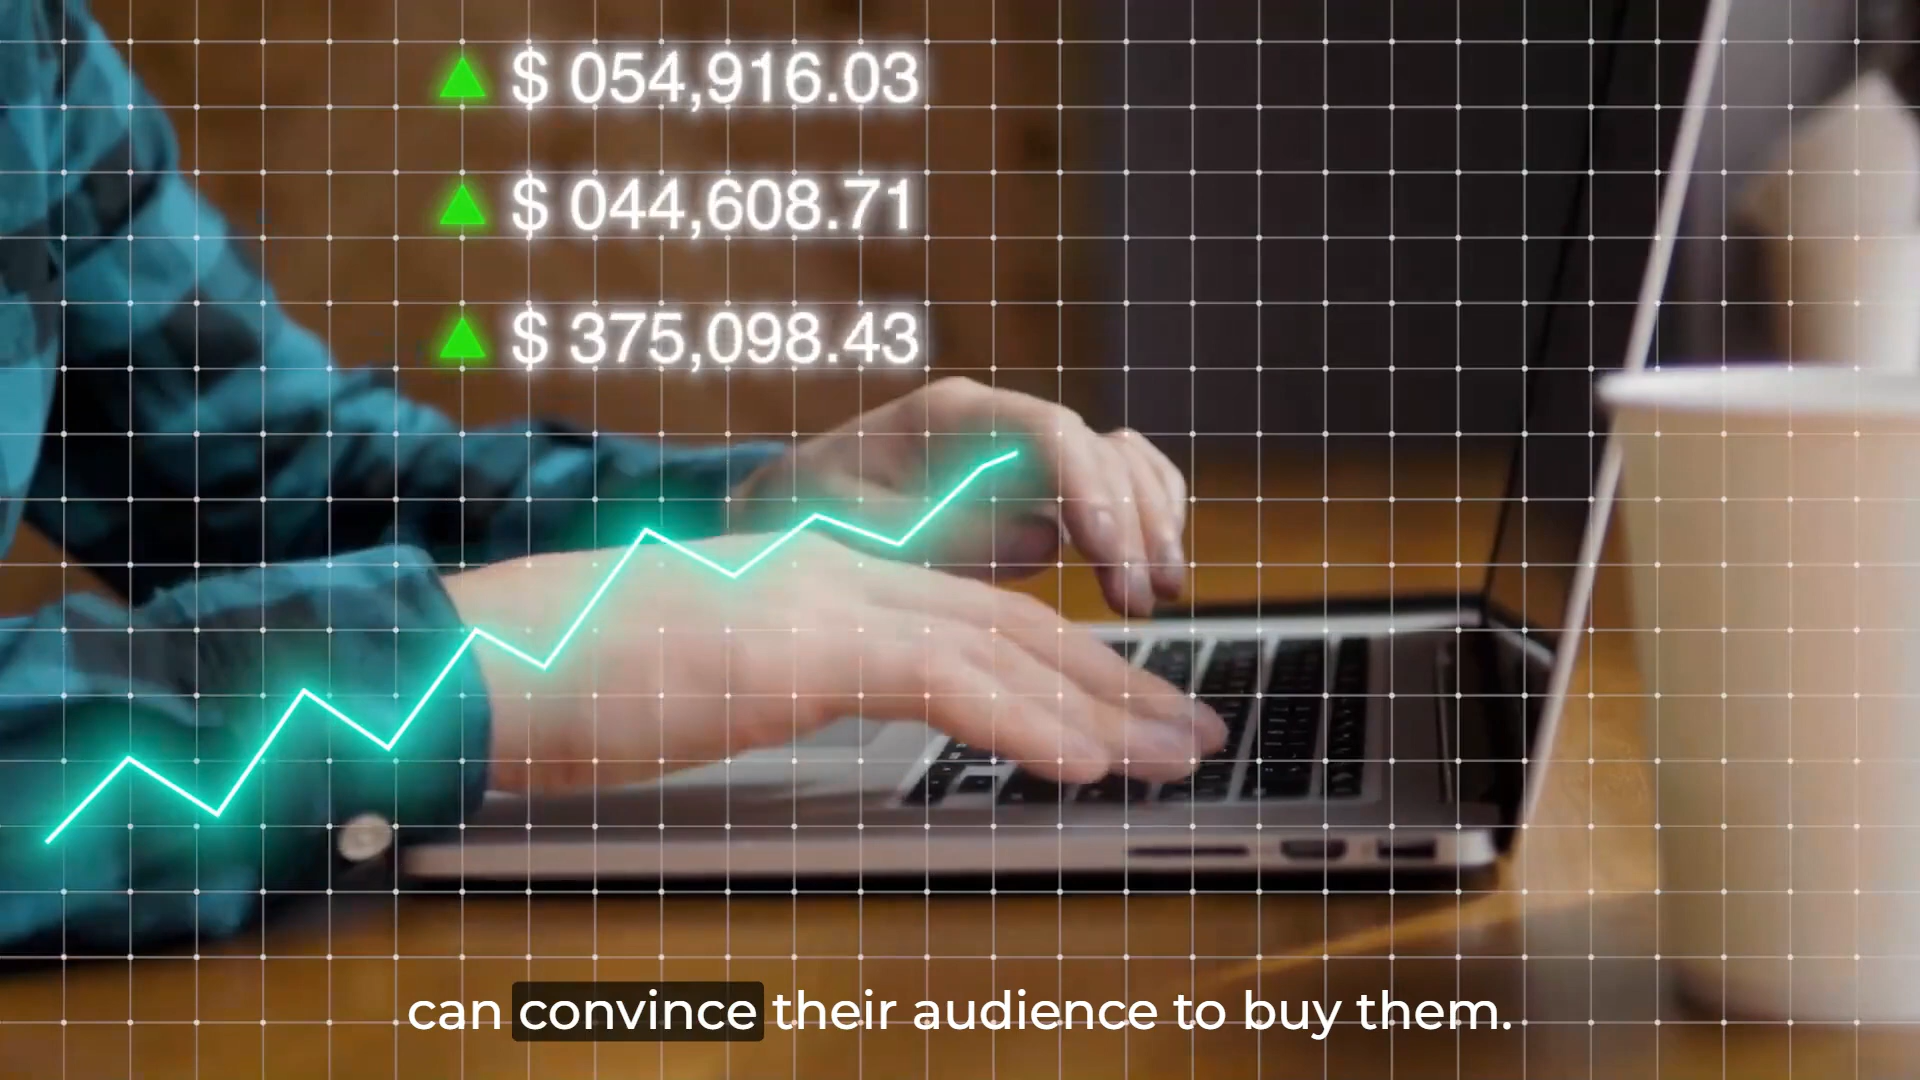 $ 054,916.03
$ 044,608.71
$ 375,098.43
can convince their audience to buy them.